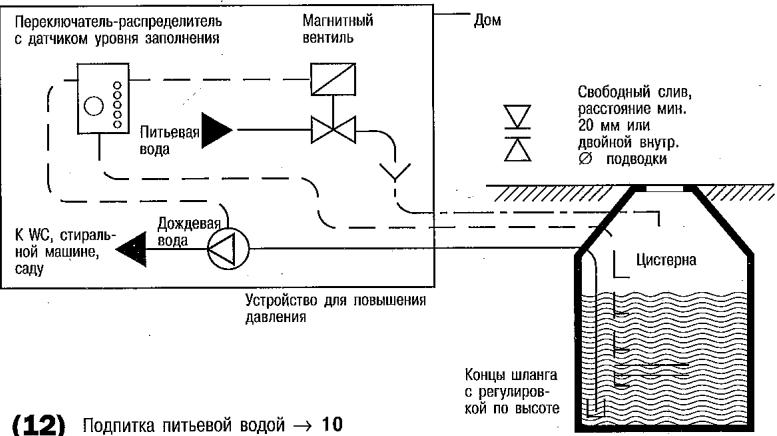 Переключатель-распределитель
с датчиком уровня заполнения
Магнитный
вентиль
Дом
Питьевая
вода
Свободный слив,
расстояние мин.
20 мм или
двойной внутр.
Ø подводки
К WC, стираль-
ной машине,
саду
Дождевая
вода
Цистерна
Устройство для повышения
давления
Концы шланга
с регулиров-
кой по высоте
(12) Подпитка питьевой водой → 10